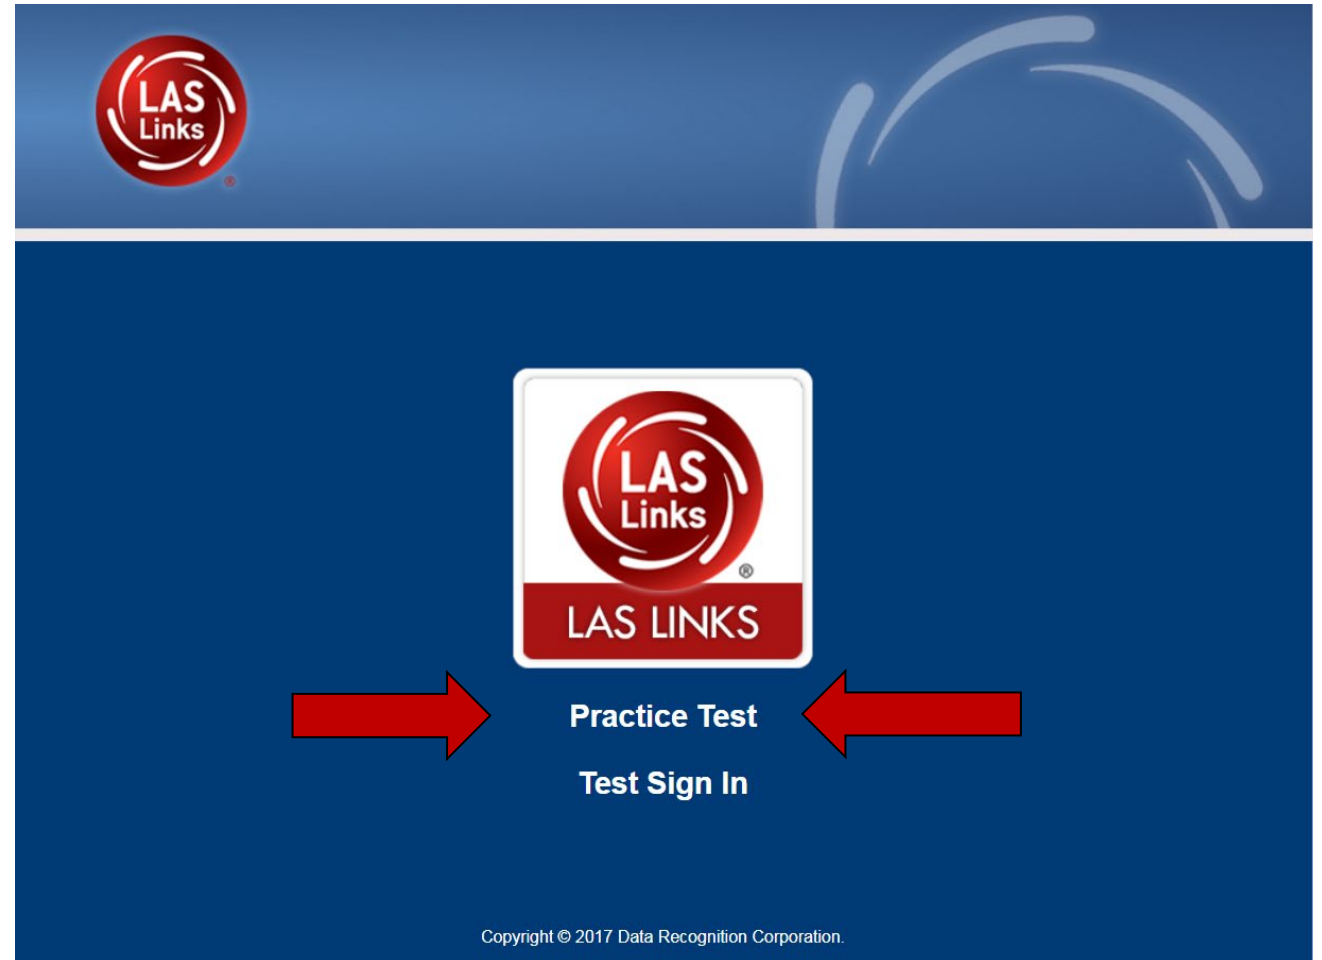 LAS
Links
®
LAS
Links
®
LAS LINKS
Practice Test
Test Sign In
Copyright © 2017 Data Recognition Corporation.